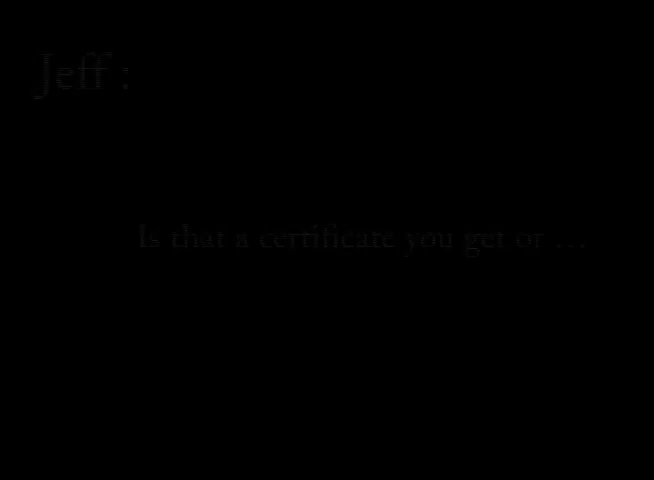 Jeff :
Is that a certificate you get or ...